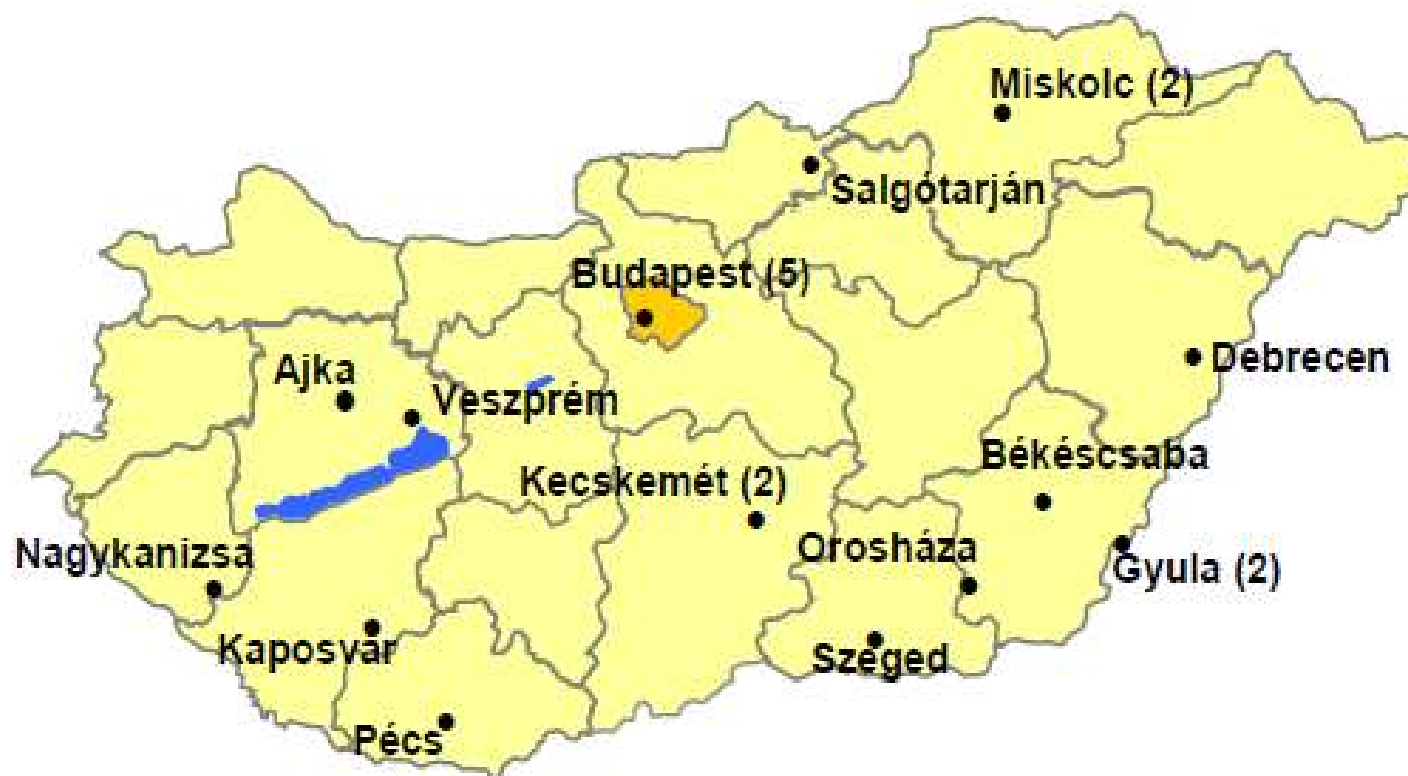 Miskolc (2)
Salgótarján
Budapest (5)
Debrecen
Ajka
Veszprém
Békéscsaba
Kecskemét (2)
Orosháza
Nagykanizsa
Gyula (2)
Kaposvár
Szeged
Pécs